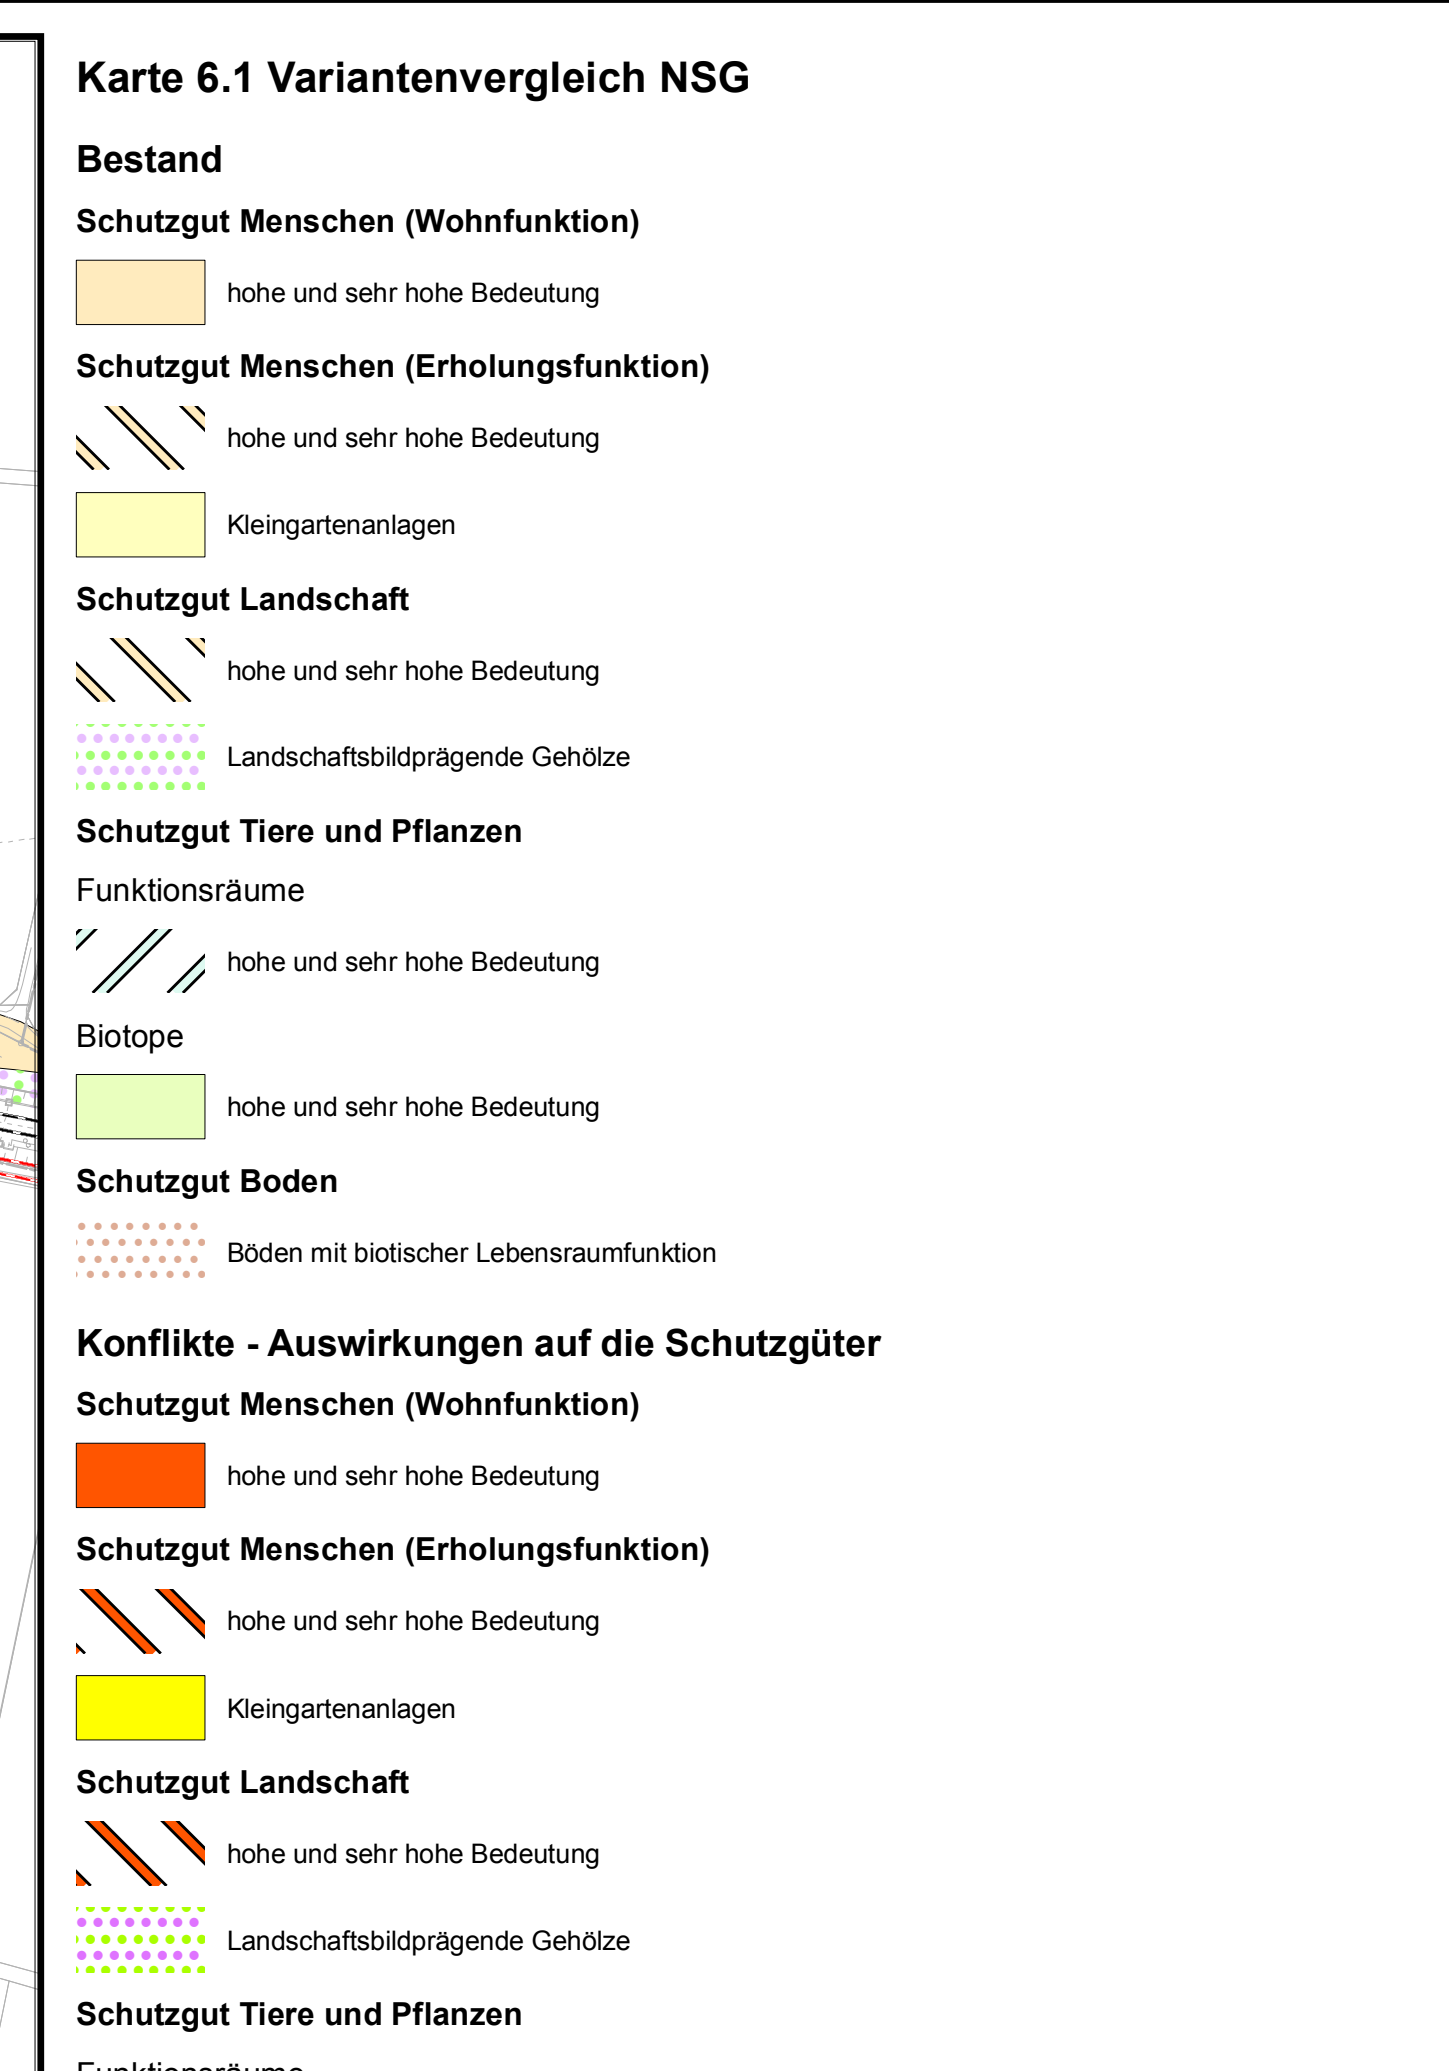 Karte 6.1 Variantenvergleich NSG
Bestand
Schutzgut Menschen (Wohnfunktion)
hohe und sehr hohe Bedeutung
Schutzgut Menschen (Erholungsfunktion)
hohe und sehr hohe Bedeutung
Kleingartenanlagen
Schutzgut Landschaft
hohe und sehr hohe Bedeutung
Landschaftsbildprägende Gehölze
Schutzgut Tiere und Pflanzen
Funktionsräume
hohe und sehr hohe Bedeutung
Biotope
hohe und sehr hohe Bedeutung
Schutzgut Boden
Böden mit biotischer Lebensraumfunktion
Konflikte - Auswirkungen auf die Schutzgüter
Schutzgut Menschen (Wohnfunktion)
hohe und sehr hohe Bedeutung
Schutzgut Menschen (Erholungsfunktion)
hohe und sehr hohe Bedeutung
Kleingartenanlagen
Schutzgut Landschaft
hohe und sehr hohe Bedeutung
Landschaftsbildprägende Gehölze
Schutzgut Tiere und Pflanzen
Funktionsräume